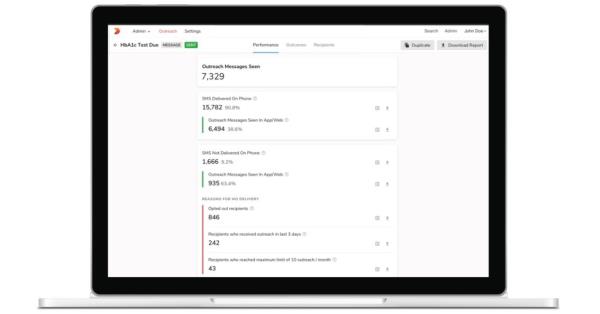 Admin Outreach Settings Search Admin John Doe
HbA1c Test Due MESSAGE SENT Performance Outcomes Recipients Duplicate Download Report
Outreach Messages Seen
7,329
SMS Delivered On Phone
15,782 90.8%
Outreach Messages Seen In App/Web
6,494 38.6%
SMS Not Delivered On Phone
1,666 9.2%
Outreach Messages Seen In App/Web
935 63.4%
REASONS FOR NO DELIVERY
Opted out recipients
846
Recipients who received outreach in last 3 days
242
Recipients who reached maximum limit of 10 outreach / month
43